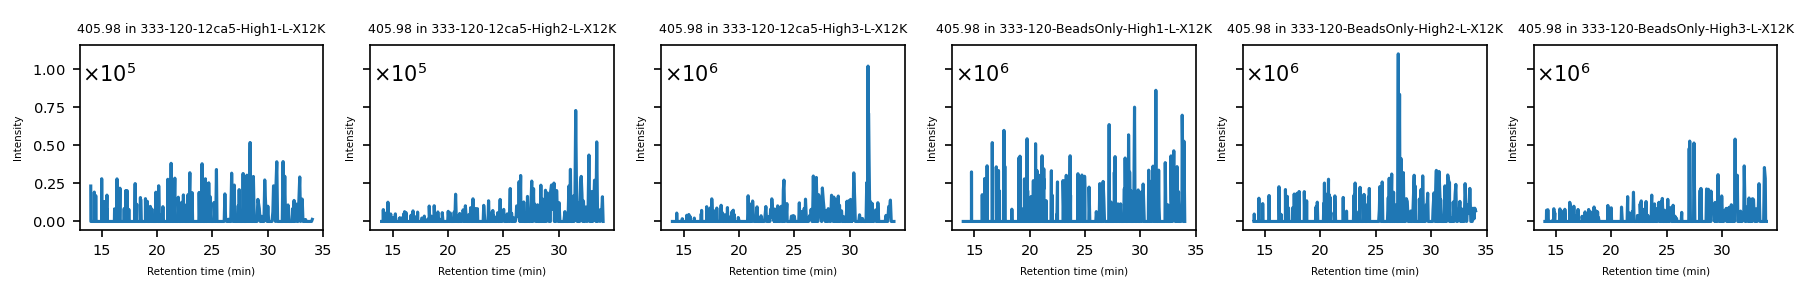 405.98 in 333-120-12ca5-High1-L-X12K
405.98 in 333-120-12ca5-High2-L-X12K
405.98 in 333-120-12ca5-High3-L-X12K
405.98 in 333-120-BeadsOnly-High1-L-X12K
405.98 in 333-120-BeadsOnly-High2-L-X12K
405.98 in 333-120-BeadsOnly-High3-L-X12K
×10⁵
×10⁵
×10⁶
×10⁶
×10⁶
×10⁶
1.00
0.75
0.50
0.25
0.00
Intensity
Intensity
Intensity
Intensity
Intensity
Intensity
15 20 25 30 35
15 20 25 30
15 20 25 30
15 20 25 30 35
15 20 25 30 35
15 20 25 30
Retention time (min)
Retention time (min)
Retention time (min)
Retention time (min)
Retention time (min)
Retention time (min)